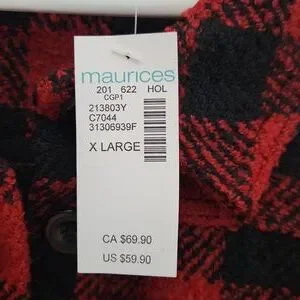 maurices
201 622 HOL
CGP1
213803Y
C7044
31306939F
X LARGE
CA $69.90
US $59.90